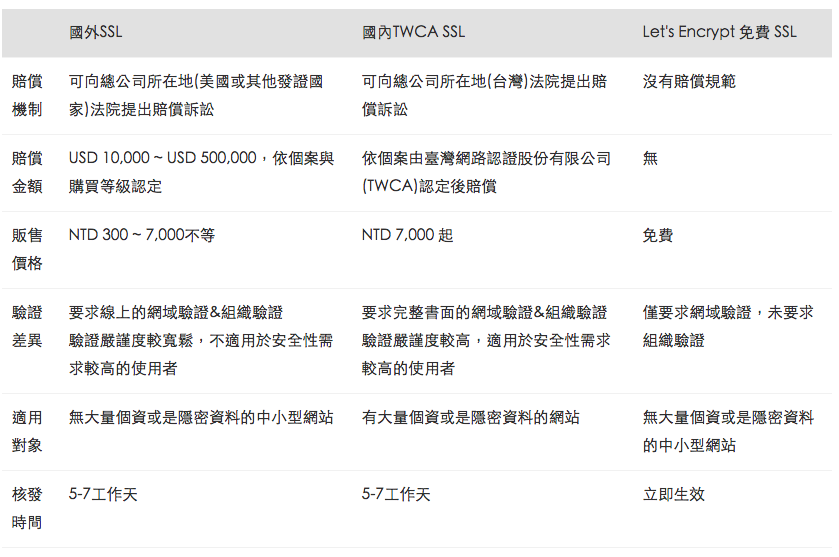 國外SSL 國內TWCA SSL Let's Encrypt 免費 SSL
賠償機制
可向總公司所在地(美國或其他發證國
家)法院提出賠償訴訟
可向總公司所在地(台灣)法院提出賠
償訴訟
沒有賠償規範
賠償金額
USD 10,000 ~ USD 500,000，依個案與
購買等級認定
依個案由臺灣網路認證股份有限公司
(TWCA)認定後賠償
無
販售價格
NTD 300 ~ 7,000不等
NTD 7,000 起
免費
驗證差異
要求線上的網域驗證&組織驗證
驗證嚴謹度較寬鬆，不適用於安全性需
求較高的使用者
要求完整書面的網域驗證&組織驗證
驗證嚴謹度較高，適用於安全性需求
較高的使用者
僅要求網域驗證，未要求
組織驗證
適用對象
無大量個資或是隱密資料的中小型網站
有大量個資或是隱密資料的網站
無大量個資或是隱密資料
的中小型網站
核發時間
5-7工作天
5-7工作天
立即生效